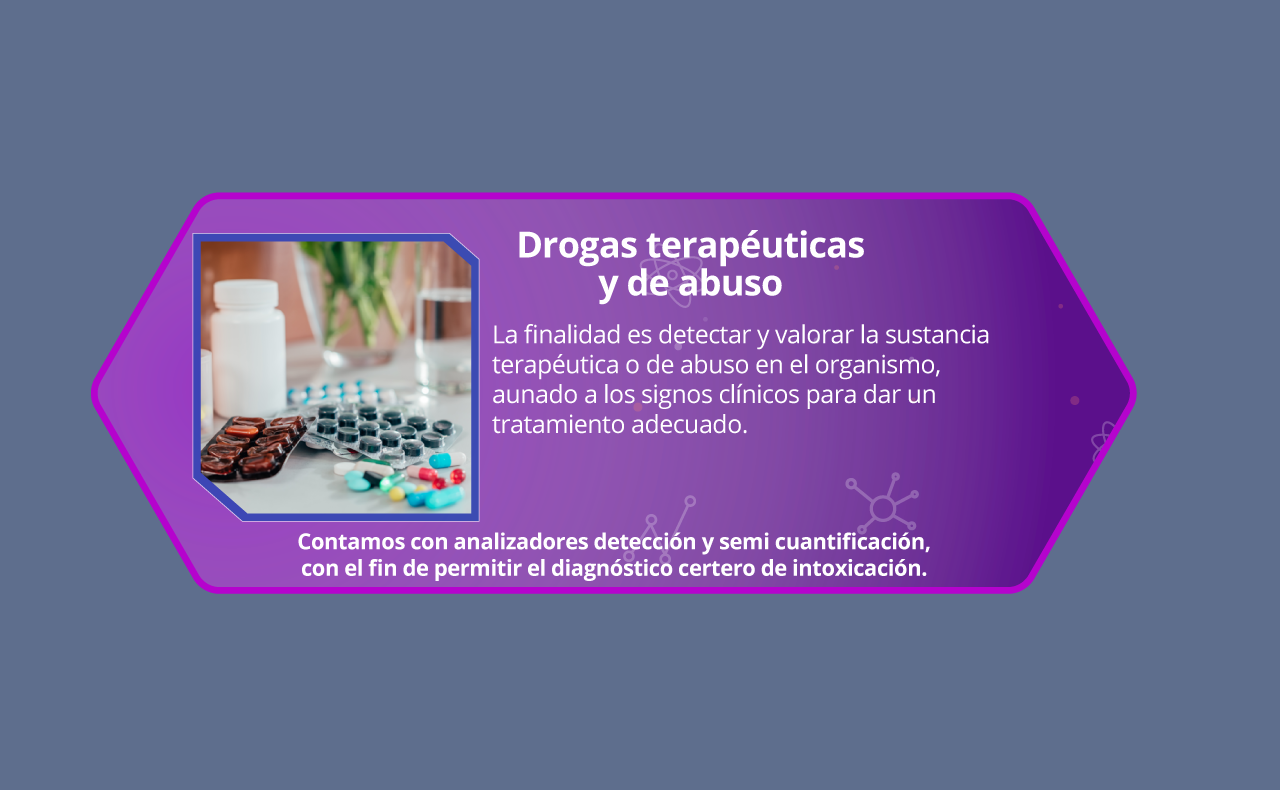 Drogas terapéuticas
y de abuso
La finalidad es detectar y valorar la sustancia
terapéutica o de abuso en el organismo,
aunado a los signos clínicos para dar un
tratamiento adecuado.
Contamos con analizadores detección y semi cuantificación,
con el fin de permitir el diagnóstico certero de intoxicación.